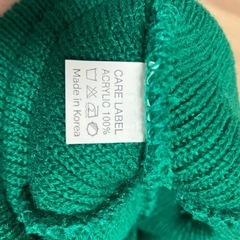 CARE LABEL
ACRYLIC 100%
Made in Korea